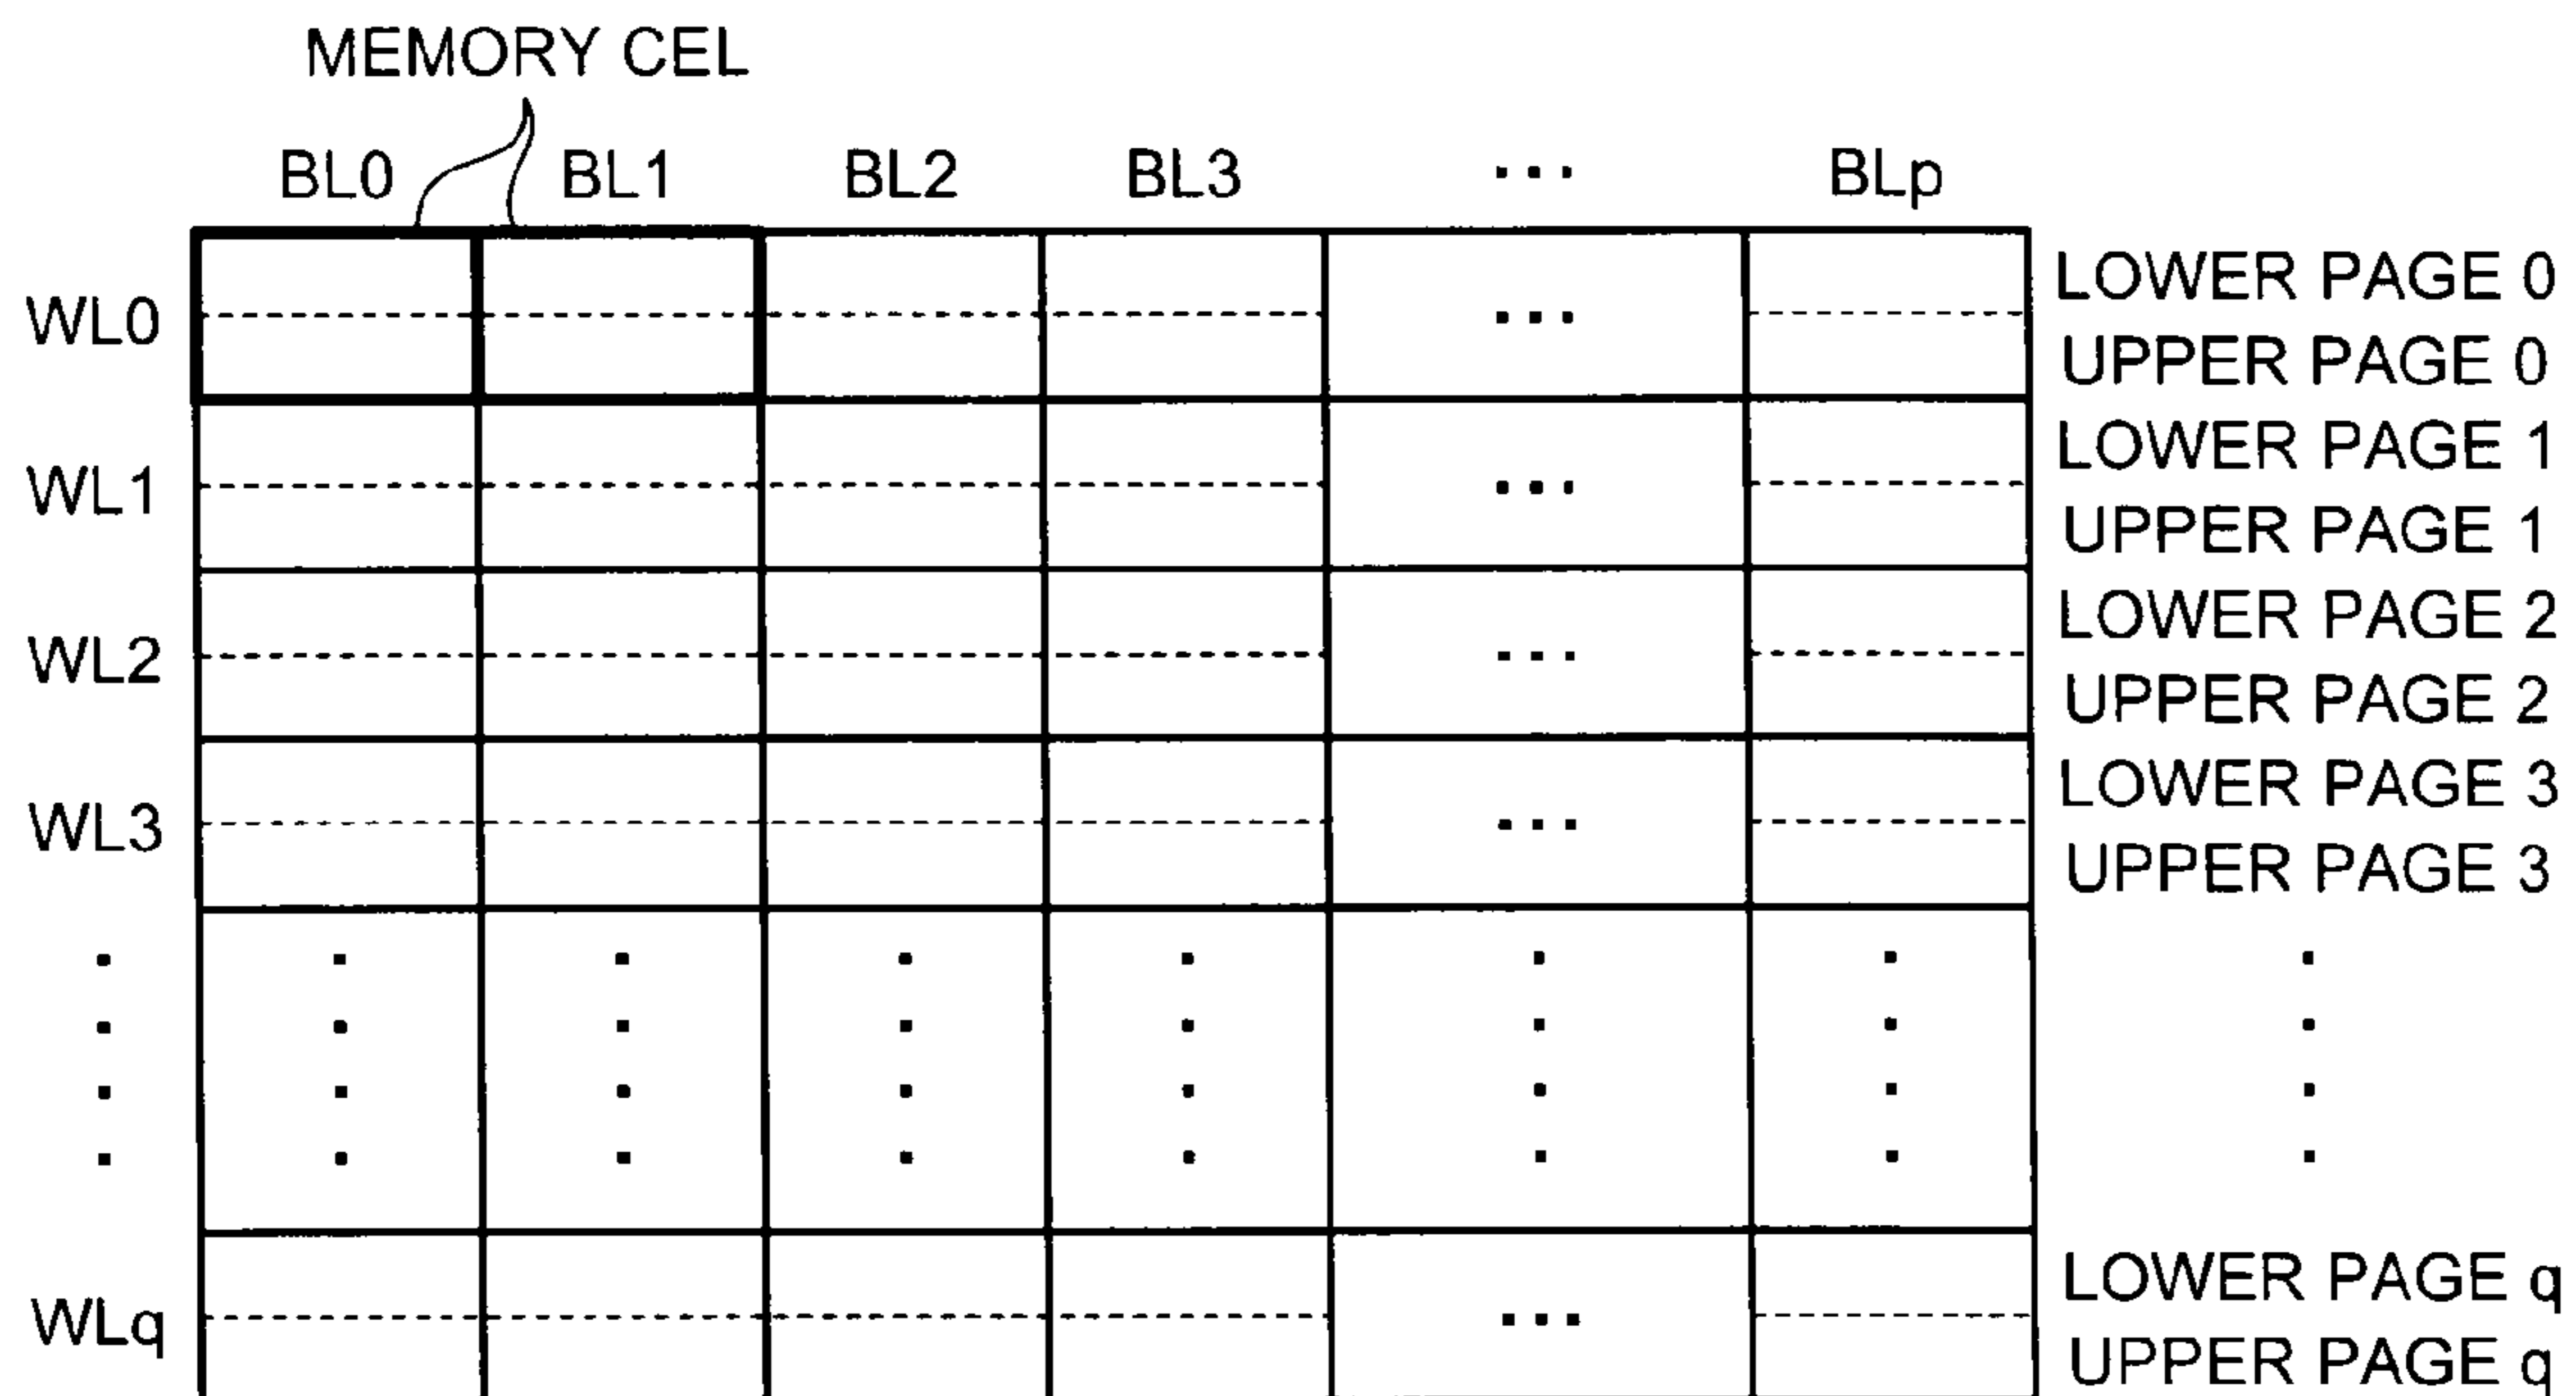 MEMORY CEL
BL0 BL1 BL2 BL3 ... BLp
WL0 ... LOWER PAGE 0
UPPER PAGE 0
WL1 ... LOWER PAGE 1
UPPER PAGE 1
WL2 ... LOWER PAGE 2
UPPER PAGE 2
WL3 ... LOWER PAGE 3
UPPER PAGE 3
WLq ... LOWER PAGE q
UPPER PAGE q